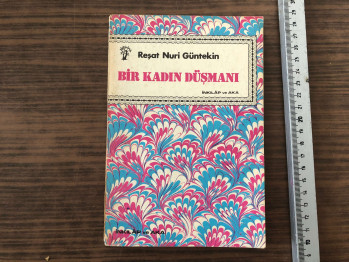 Reşat Nuri Güntekin
BİR KADIN DÜŞMANI
İNKILÂP ve AKA
İNKILÂP ve AKA